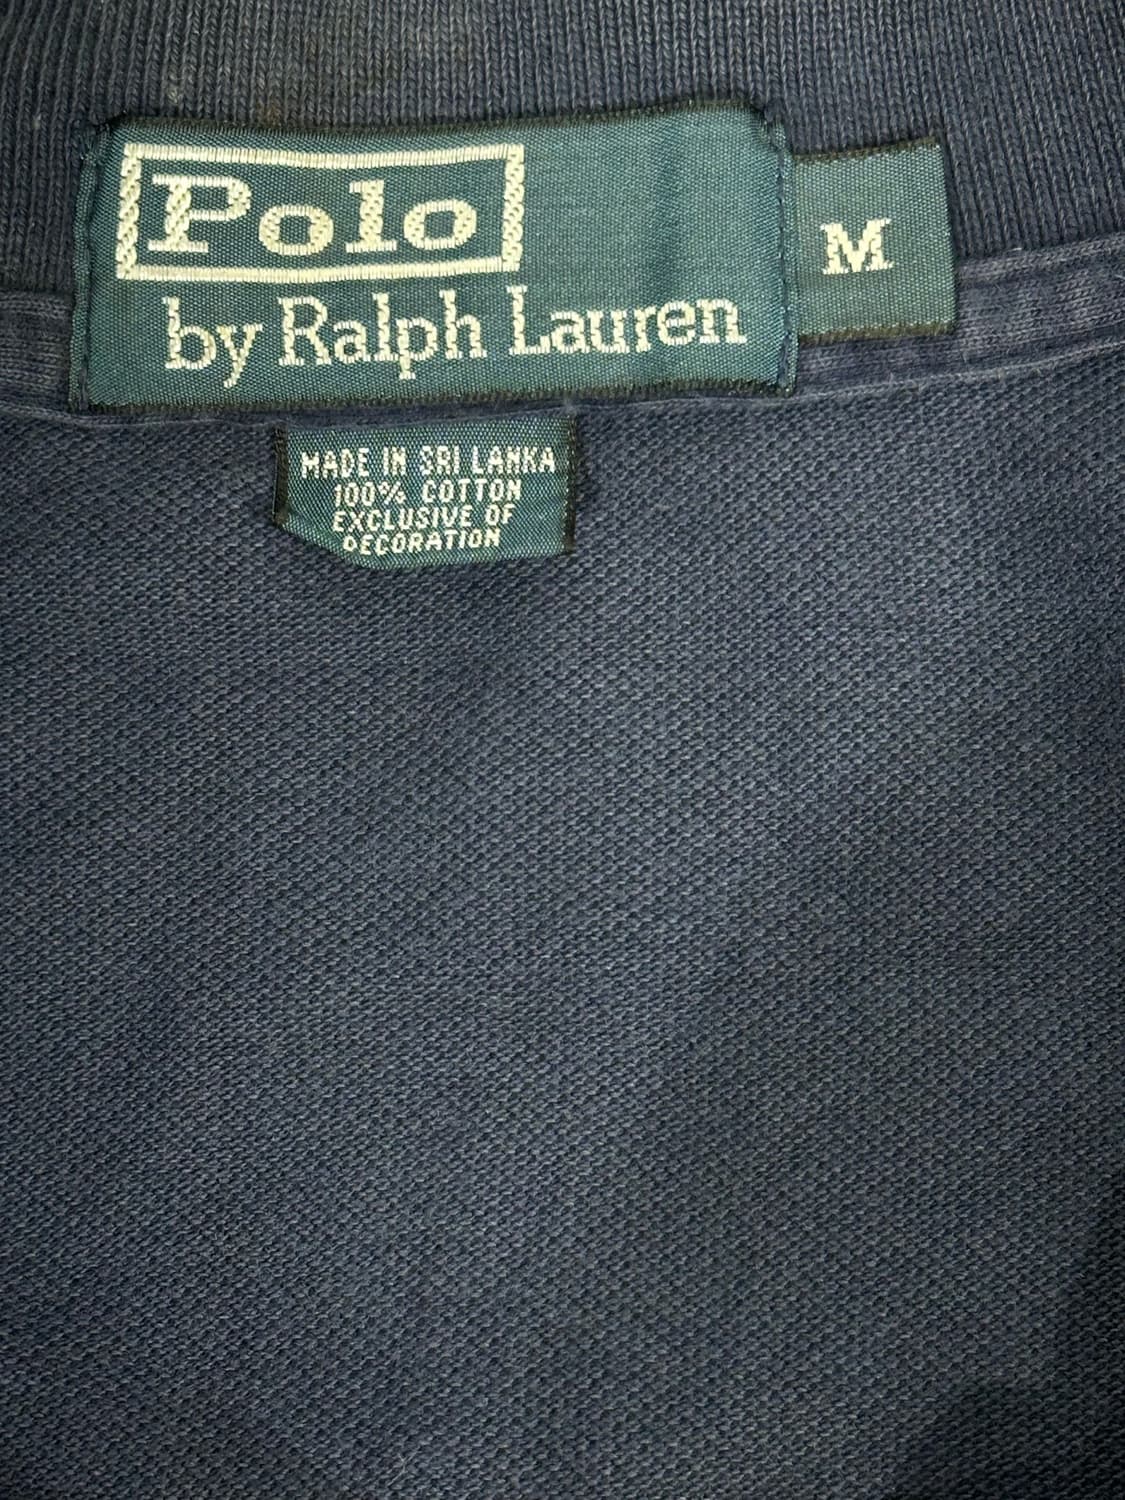 Polo
by Ralph Lauren
M
MADE IN SRI LANKA
100% COTTON
EXCLUSIVE OF
DECORATION